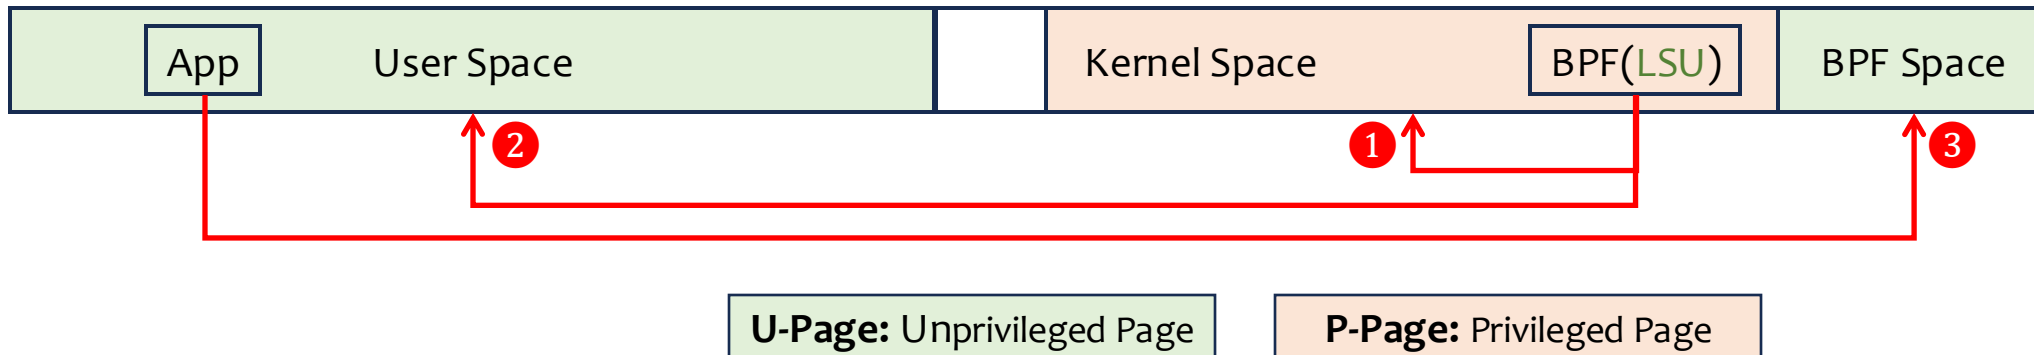 App User Space Kernel Space BPF(LSU) BPF Space
2 1 3
U-Page: Unprivileged Page P-Page: Privileged Page